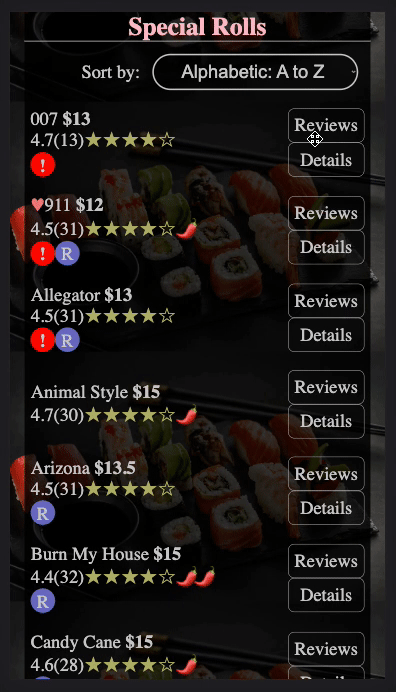 Special Rolls
Sort by: Alphabetic: A to Z
007 $13
Reviews
4.7(13)★★★★☆
Details
!
♥911 $12
Reviews
4.5(31)★★★★☆🌶️
Details
! R
Allegator $13
Reviews
4.5(31)★★★★☆
Details
! R
Animal Style $15
Reviews
4.7(30)★★★★☆🌶️
Details
Arizona $13.5
Reviews
4.5(31)★★★★☆
Details
R
Burn My House $15
Reviews
4.4(32)★★★★☆🌶️🌶️
Details
R
Candy Cane $15
Reviews
4.6(28)★★★★☆🌶️